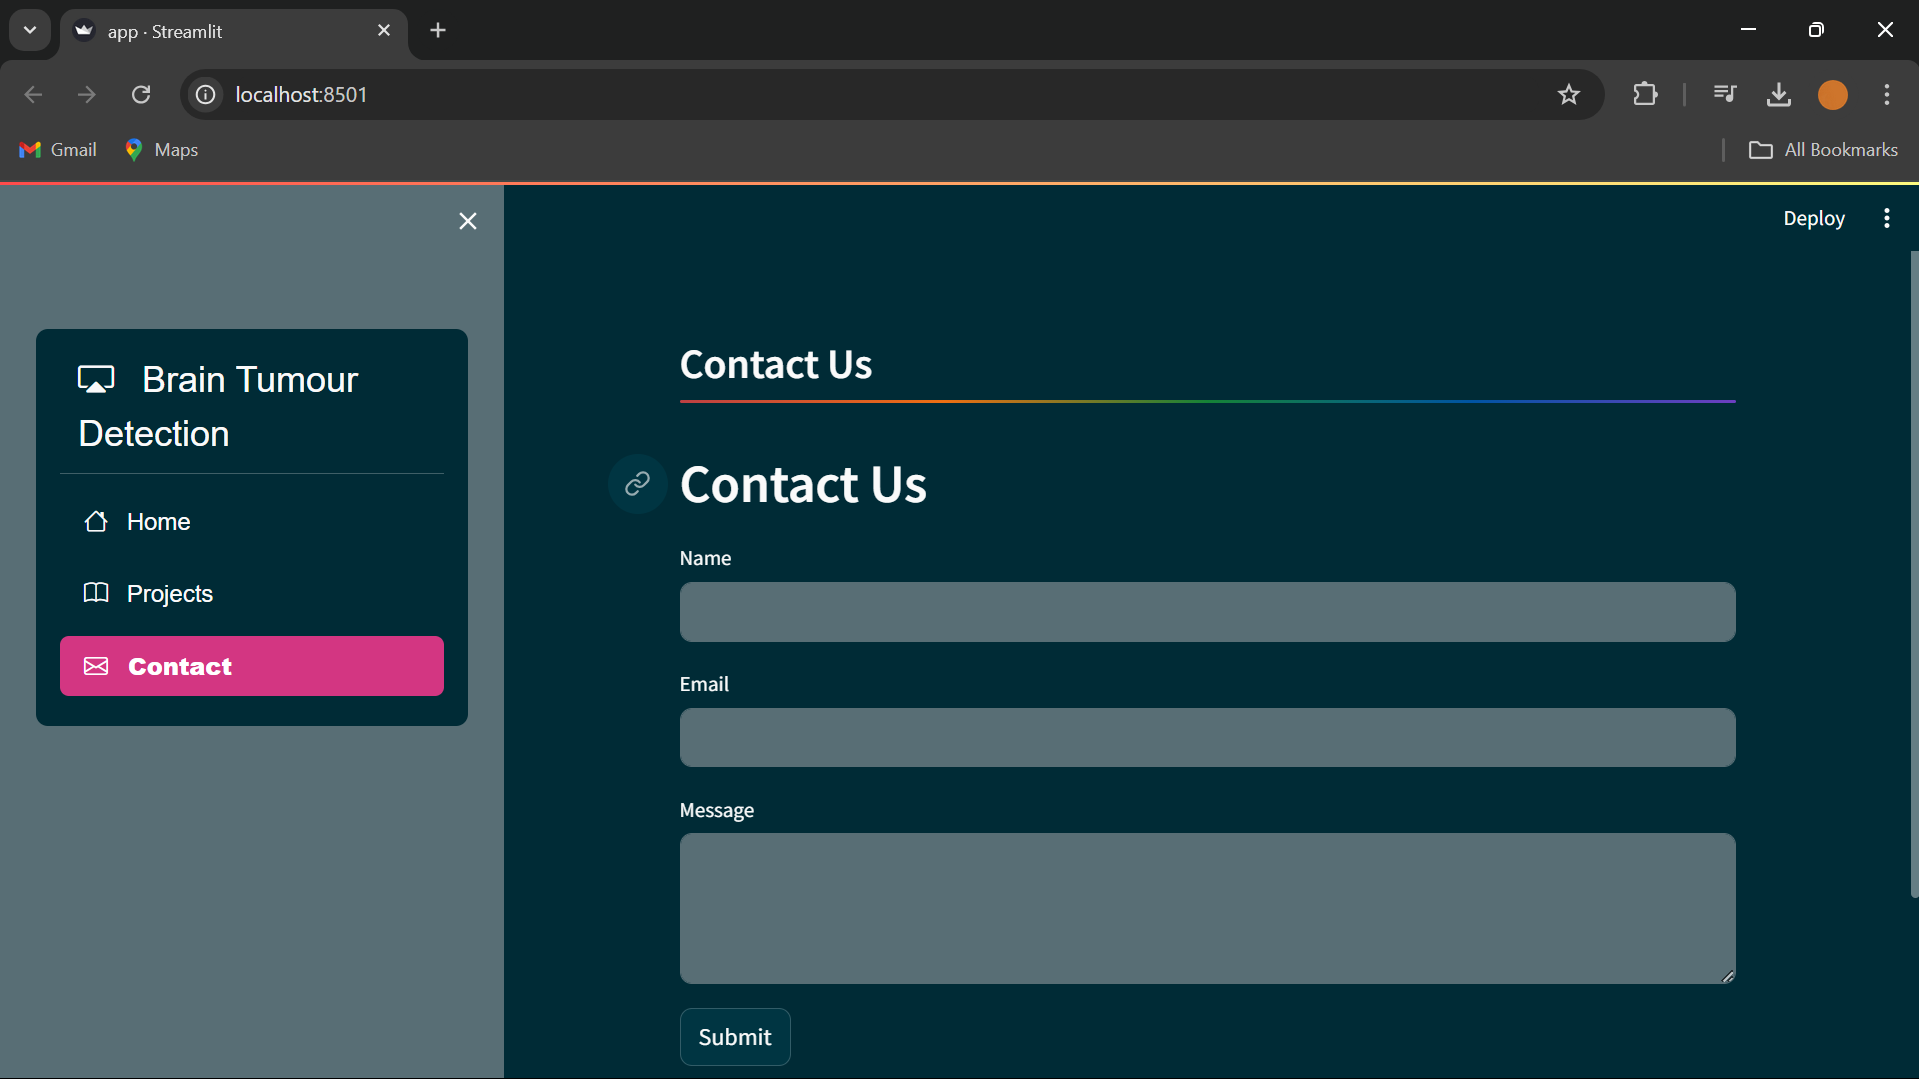 app · Streamlit
localhost:8501
Gmail
Maps
All Bookmarks
Deploy
Brain Tumour
Detection
Home
Projects
Contact
Contact Us
Contact Us
Name
Email
Message
Submit